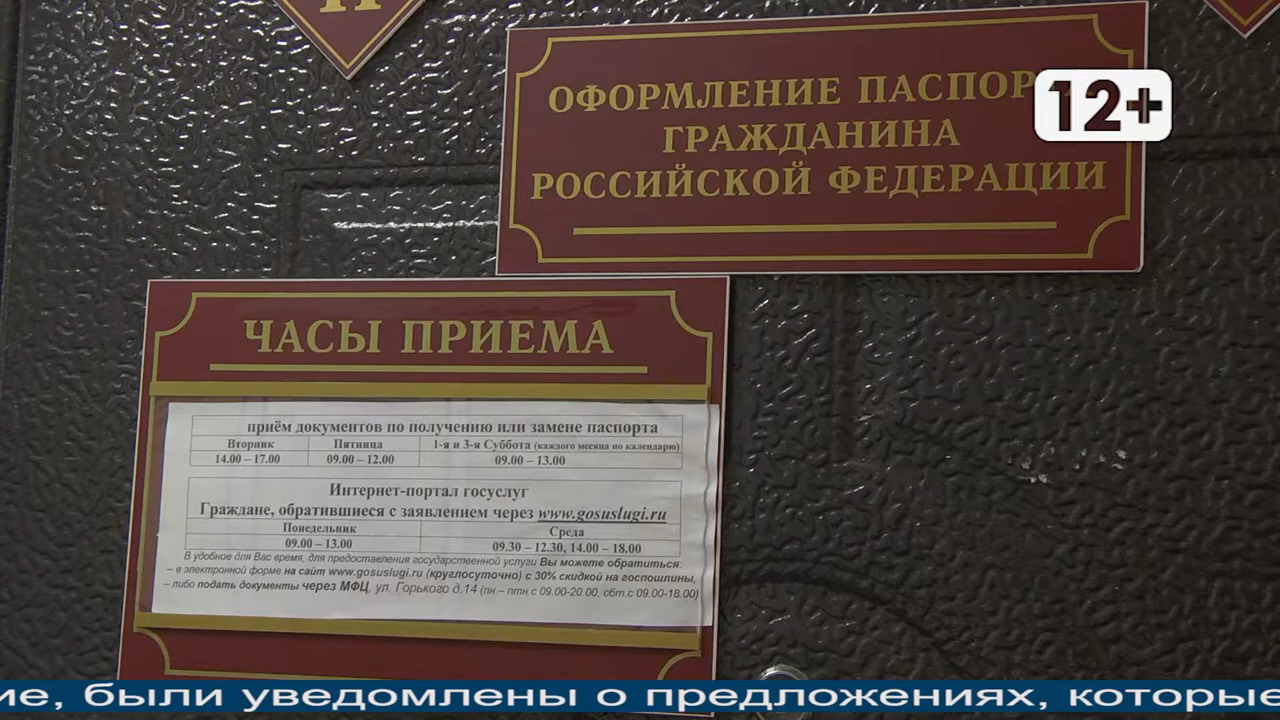 ОФОРМЛЕНИЕ
12+
ГРАЖДАНИНА
РОССИЙСКОЙ ФЕДЕРАЦИИ
ЧАСЫ ПРИЕМА
приём документов по получению или замене паспорта
Вторник Пятница 1-я и 3-я Суббота (каждого месяца по календарю)
14.00 – 17.00 09.00 – 12.00 09.00 – 13.00
Интернет-портал госуслуг
Граждане, обратившиеся с заявлением через www.gosuslugi.ru
Понедельник Среда
09.00 – 13.00 09.30 – 12.30, 14.00 – 18.00
В удобное для Вас время, для предоставления государственной услуги Вы можете обратиться:
– в электронной форме на сайт www.gosuslugi.ru (круглосуточно) с 30% скидкой на госпошлины,
– либо подать документы через МФЦ, ул. Горького д.14 (пн.– птн.с 09.00-20.00, сбт.с 09.00-18.00)
ие, были уведомлены о предложениях, которые